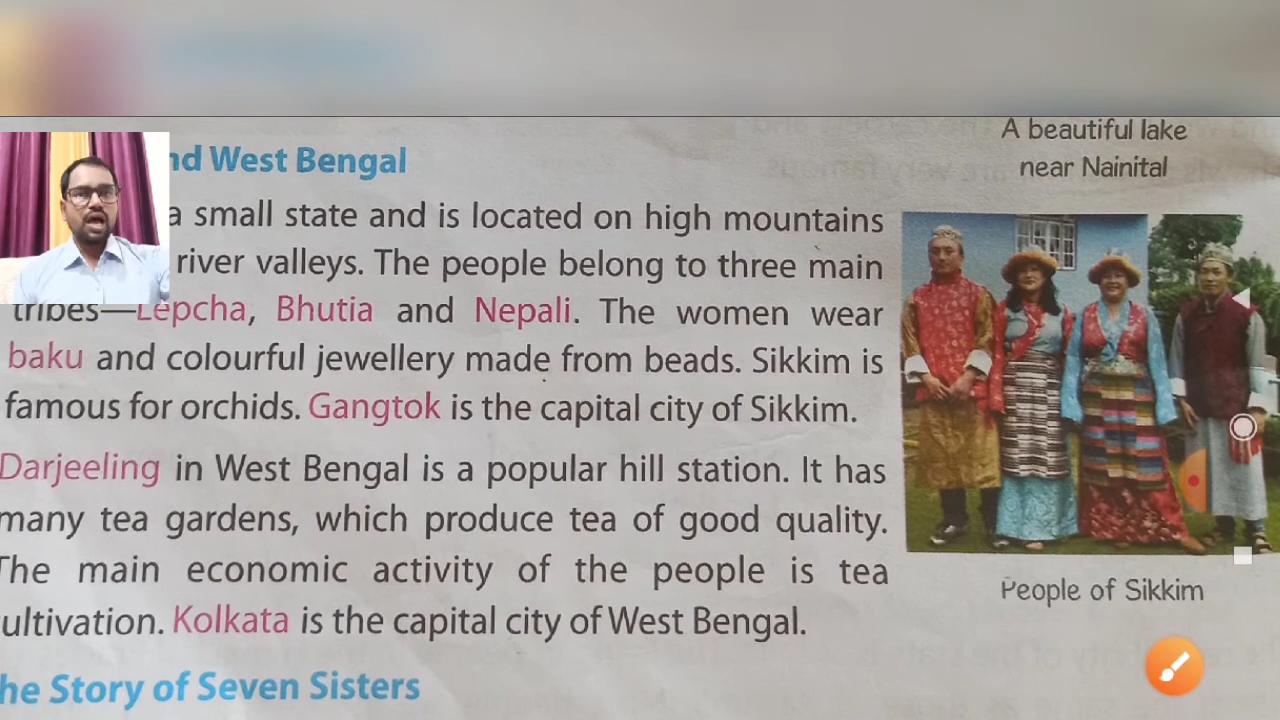 A beautiful lake
near Nainital
nd West Bengal
a small state and is located on high mountains
river valleys. The people belong to three main
tribes—Lepcha, Bhutia and Nepali. The women wear
baku and colourful jewellery made from beads. Sikkim is
famous for orchids. Gangtok is the capital city of Sikkim.
Darjeeling in West Bengal is a popular hill station. It has
many tea gardens, which produce tea of good quality.
The main economic activity of the people is tea
ultivation. Kolkata is the capital city of West Bengal.
People of Sikkim
he Story of Seven Sisters